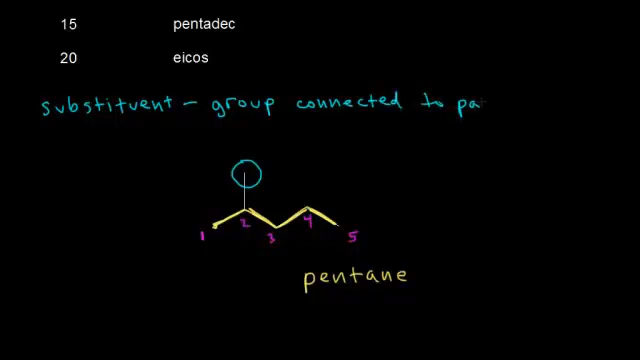 15 pentadec
20 eicos
substituent - group connected to pa
1 2 3 4 5
pentane